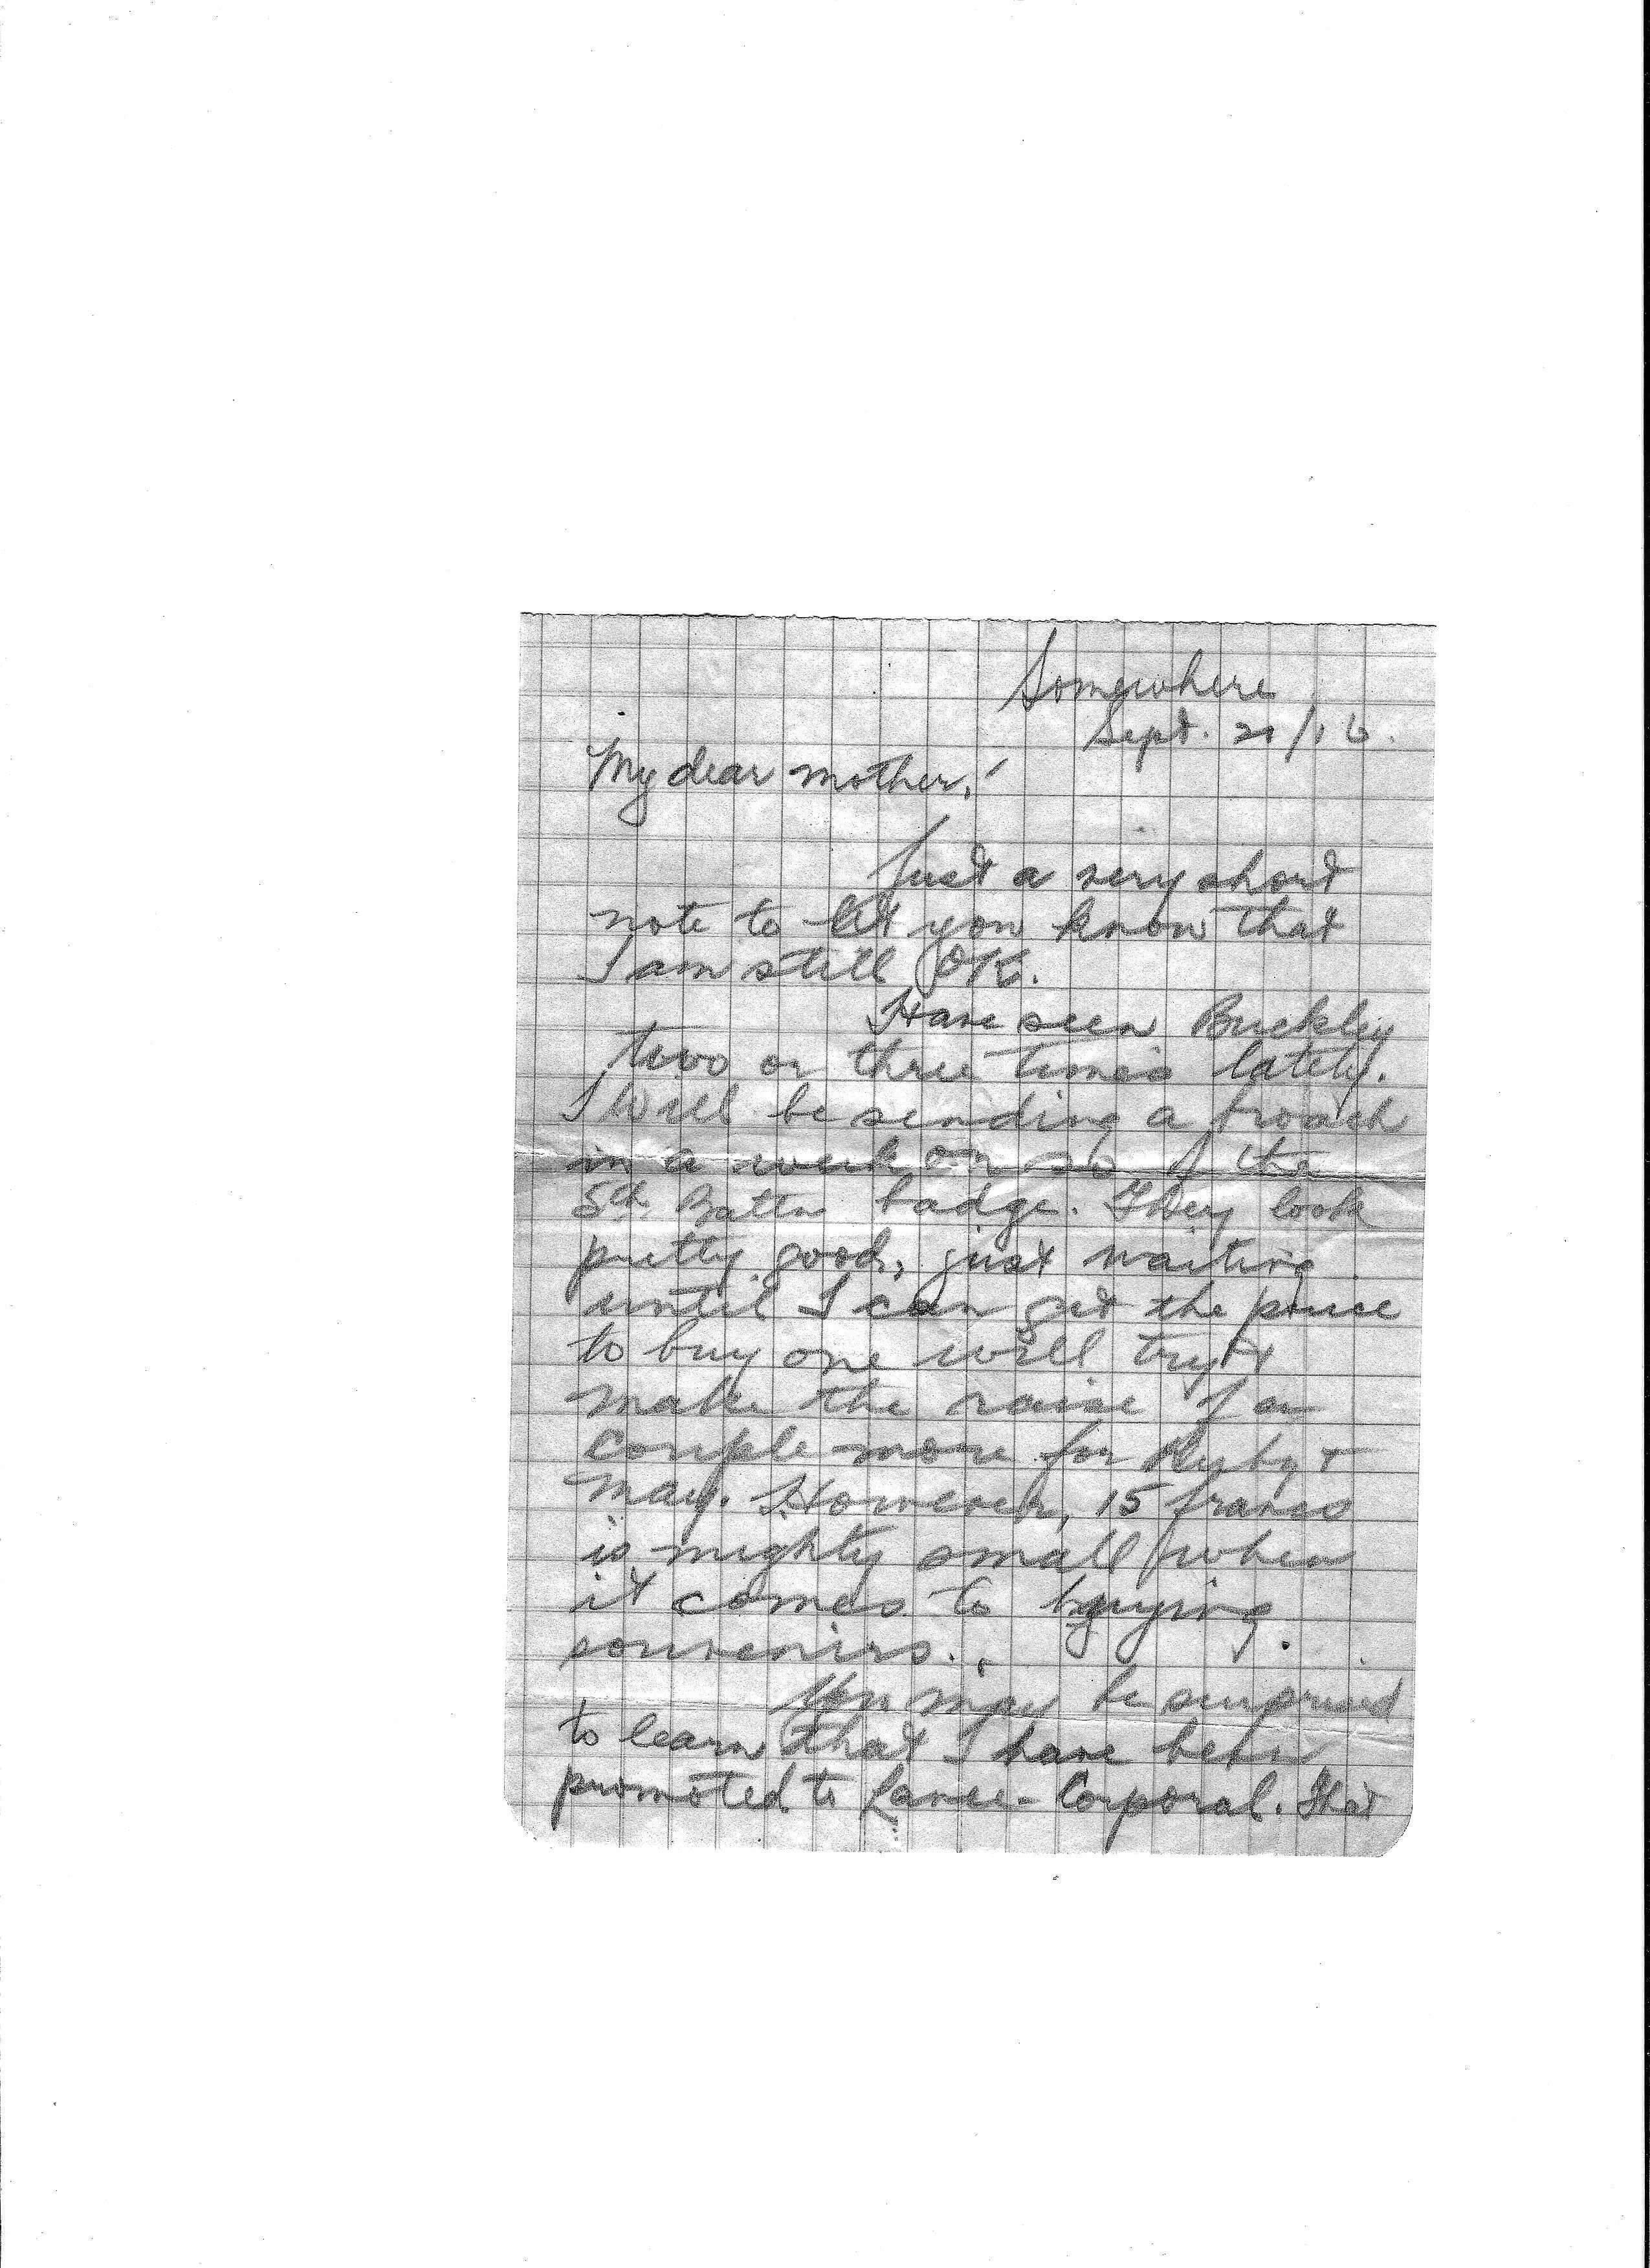 Somewhere
Sept. 21/16.
My dear mother,
Just a very short
note to let you know that
I am still OK.
Have seen Buckley
two or three times lately.
I will be sending a broach
in a week or so of the
5th Battn badge. They look
pretty good, just waiting
until I can get the price
to buy one will try &
make the raise for
couple more for Ruby +
May. However, 15 francs
is mighty small when
it comes to buying
souvenirs.
You may be surprised
to learn that I have been
promoted to Lance-Corporal. That